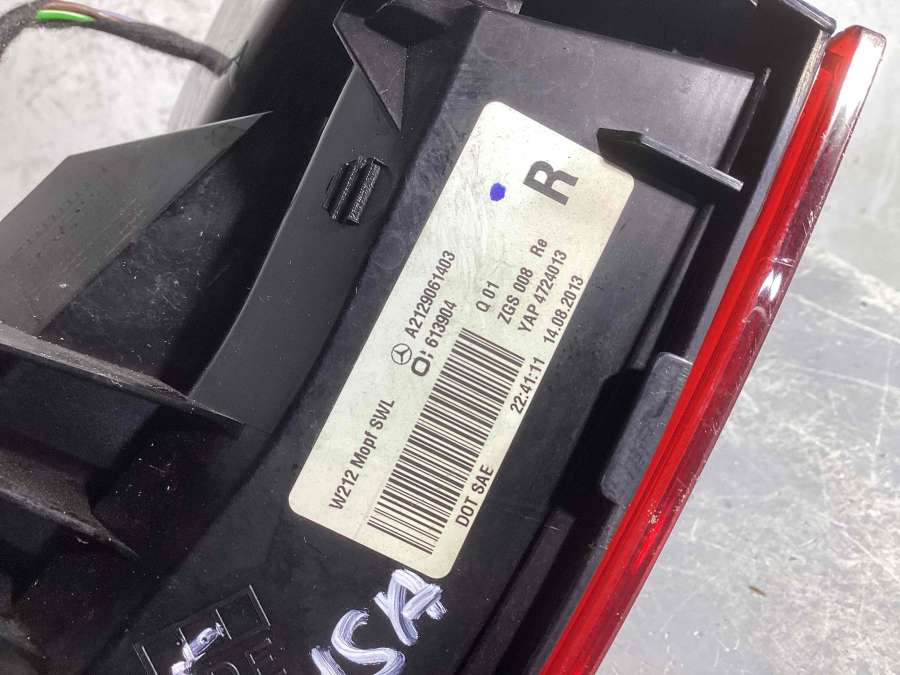 W212 Mopf SWL
A2129061403
613904
Q 01
ZGS 008 Re
YAP 4724013
22:41:11 14.08.2013
DOT SAE
R
USA